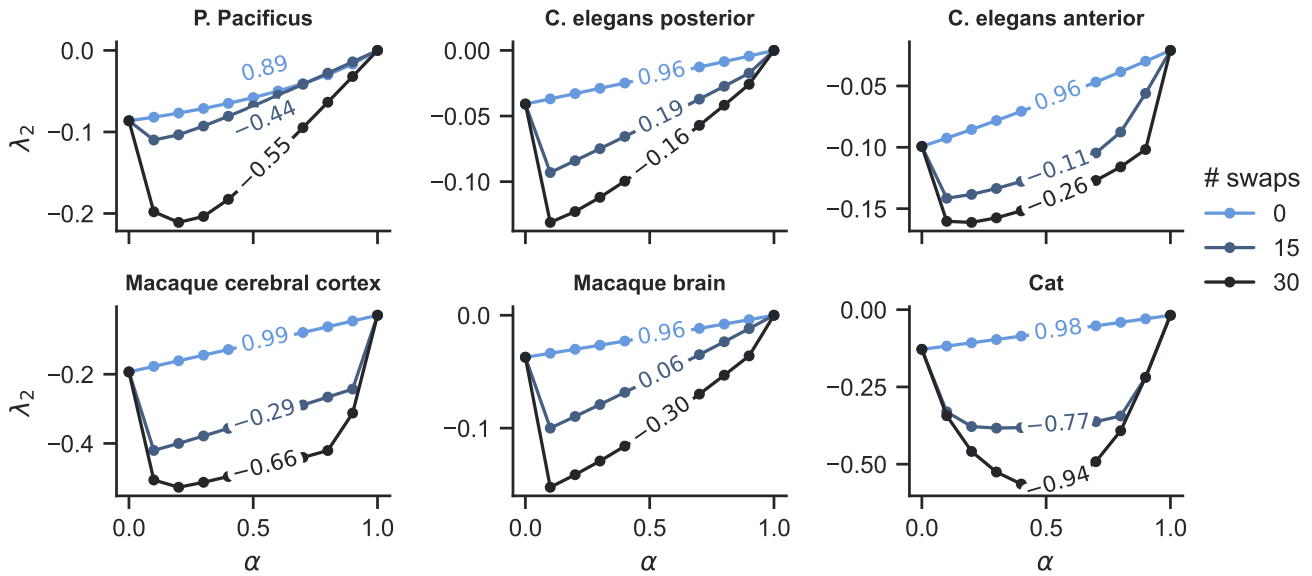 P. Pacificus
C. elegans posterior
C. elegans anterior
λ2
0.0
−0.1
−0.2
0.89
−0.44
−0.55
0.00
−0.05
−0.10
0.96
0.19
−0.16
−0.05
−0.10
−0.15
0.96
−0.11
−0.26
# swaps
0
15
30
Macaque cerebral cortex
Macaque brain
Cat
λ2
−0.2
−0.4
0.99
−0.29
−0.66
0.0
−0.1
0.96
0.06
−0.30
0.00
−0.25
−0.50
0.98
−0.77
−0.94
0.0 0.5 1.0
0.0 0.5 1.0
0.0 0.5 1.0
α
α
α